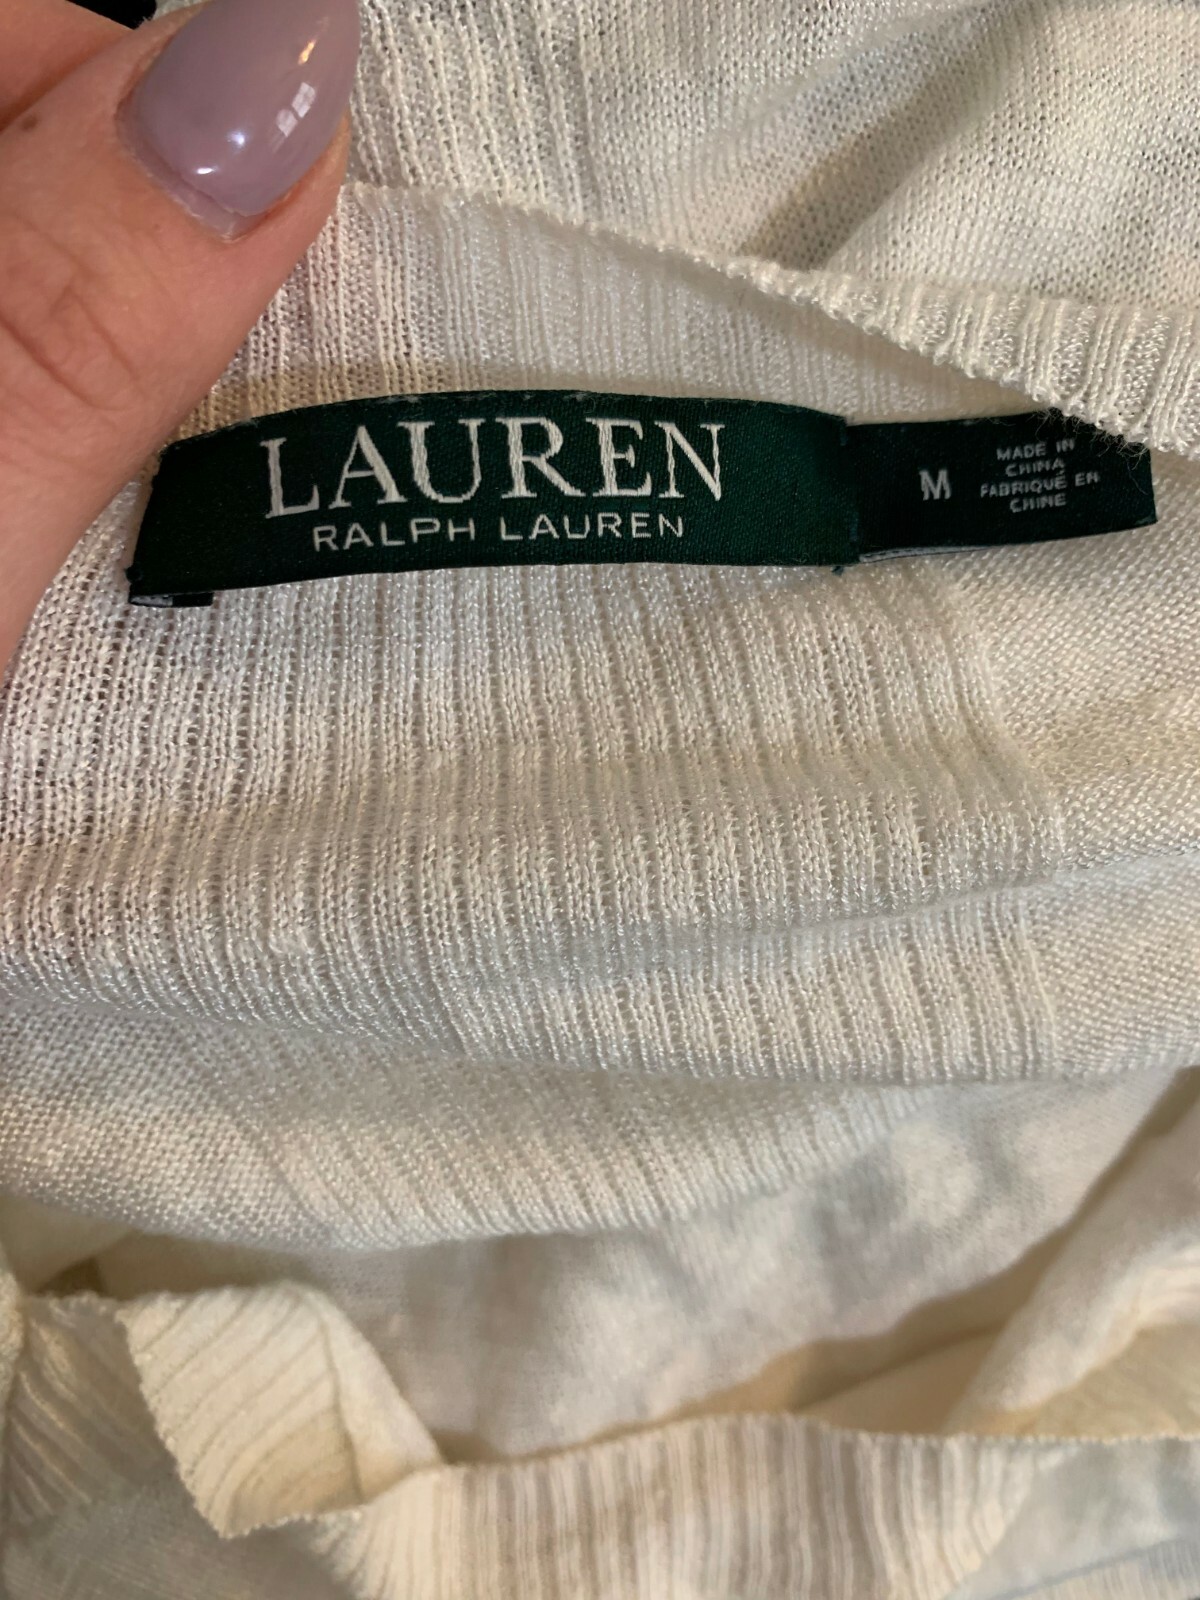 LAUREN
RALPH LAUREN
M
MADE IN
CHINA
FABRIQUÉ EN
CHINE